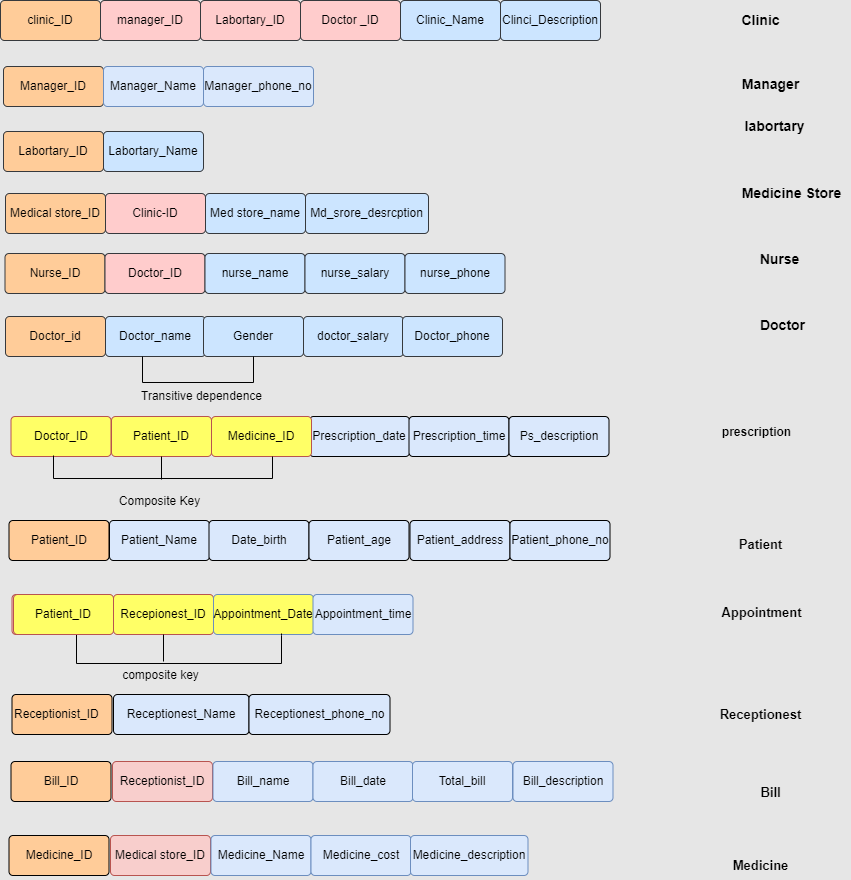 clinic_ID manager_ID Labortary_ID Doctor _ID Clinic_Name Clinci_Description Clinic
Manager_ID Manager_Name Manager_phone_no Manager
labortary
Labortary_ID Labortary_Name
Medical store_ID Clinic-ID Med store_name Md_srore_desrcption Medicine Store
Nurse_ID Doctor_ID nurse_name nurse_salary nurse_phone Nurse
Doctor_id Doctor_name Gender doctor_salary Doctor_phone Doctor
Transitive dependence
Doctor_ID Patient_ID Medicine_ID Prescription_date Prescription_time Ps_description prescription
Composite Key
Patient_ID Patient_Name Date_birth Patient_age Patient_address Patient_phone_no Patient
Patient_ID Recepionest_ID Appointment_Date Appointment_time Appointment
composite key
Receptionist_ID Receptionest_Name Receptionest_phone_no Receptionest
Bill_ID Receptionist_ID Bill_name Bill_date Total_bill Bill_description Bill
Medicine_ID Medical store_ID Medicine_Name Medicine_cost Medicine_description Medicine